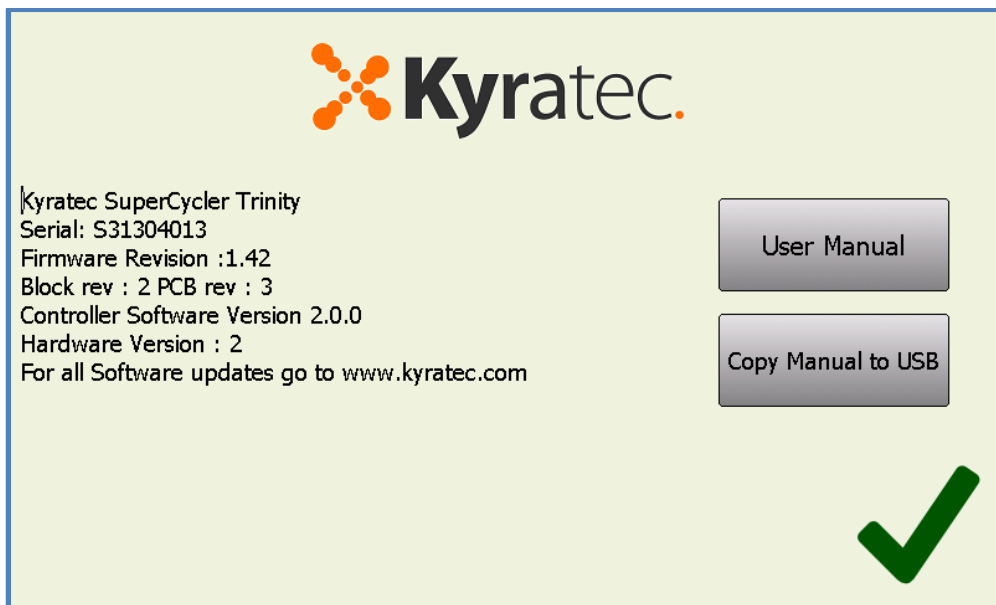 Kyratec.
Kyratec SuperCycler Trinity
Serial: S31304013
Firmware Revision :1.42
Block rev : 2 PCB rev : 3
Controller Software Version 2.0.0
Hardware Version : 2
For all Software updates go to www.kyratec.com
User Manual
Copy Manual to USB